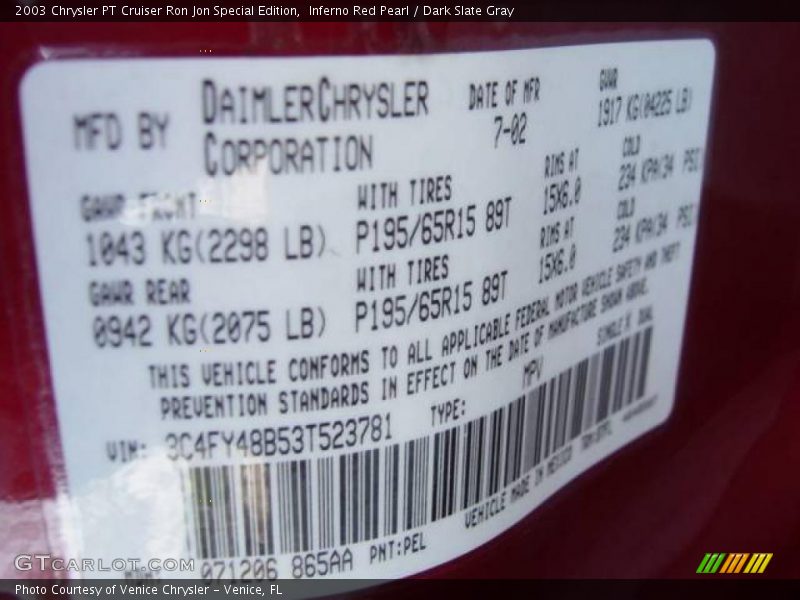 2003 Chrysler PT Cruiser Ron Jon Special Edition,  Inferno Red Pearl / Dark Slate Gray
MFD BY DAIMLERCHRYSLER CORPORATION
DATE OF MFR 7-02
GVWR 1917 KG(04225 LB)
GAWR FRONT 1043 KG(2298 LB)
WITH TIRES P195/65R15 89T
RIMS AT 15X6.0
COLD 234 KPA/34 PSI
GAWR REAR 0942 KG(2075 LB)
WITH TIRES P195/65R15 89T
RIMS AT 15X6.0
COLD 234 KPA/34 PSI
THIS VEHICLE CONFORMS TO ALL APPLICABLE FEDERAL MOTOR VEHICLE SAFETY AND THEFT
PREVENTION STANDARDS IN EFFECT ON THE DATE OF MANUFACTURE SHOWN ABOVE.
VIN: 3C4FY48B53T523781 TYPE: MPV SINGLE X DUAL
VEHICLE MADE IN MEXICO
071206 865AA PNT:PEL
GTcarlot.com
Photo Courtesy of Venice Chrysler - Venice, FL